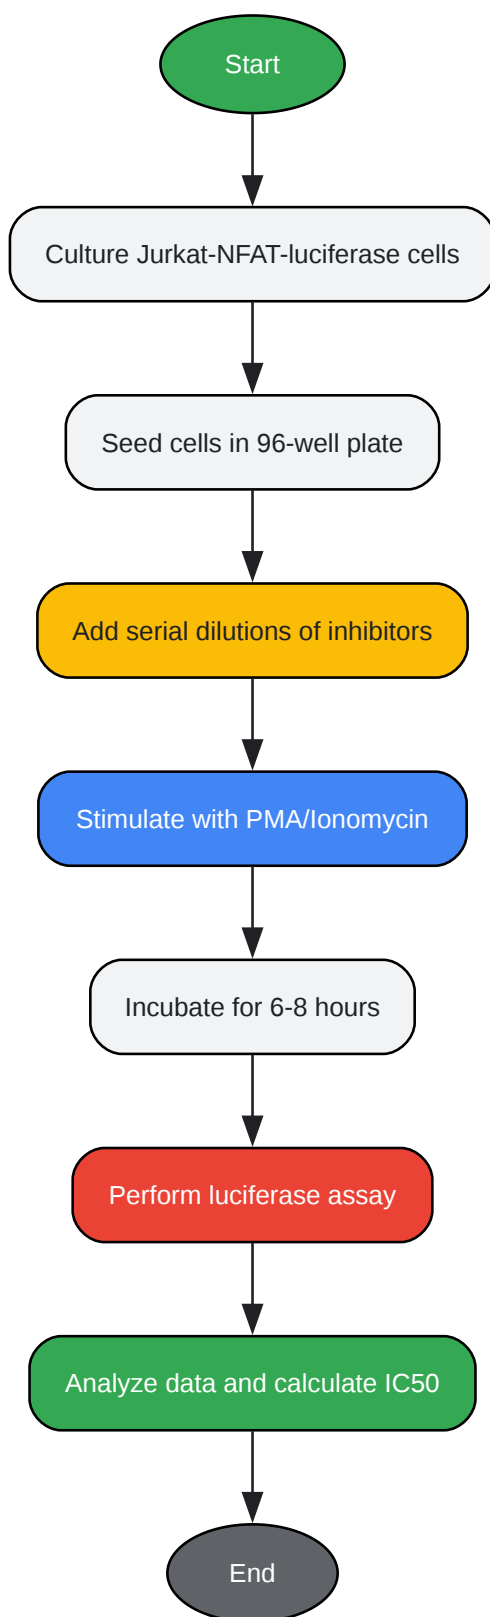 Start
Culture Jurkat-NFAT-luciferase cells
Seed cells in 96-well plate
Add serial dilutions of inhibitors
Stimulate with PMA/Ionomycin
Incubate for 6-8 hours
Perform luciferase assay
Analyze data and calculate IC50
End